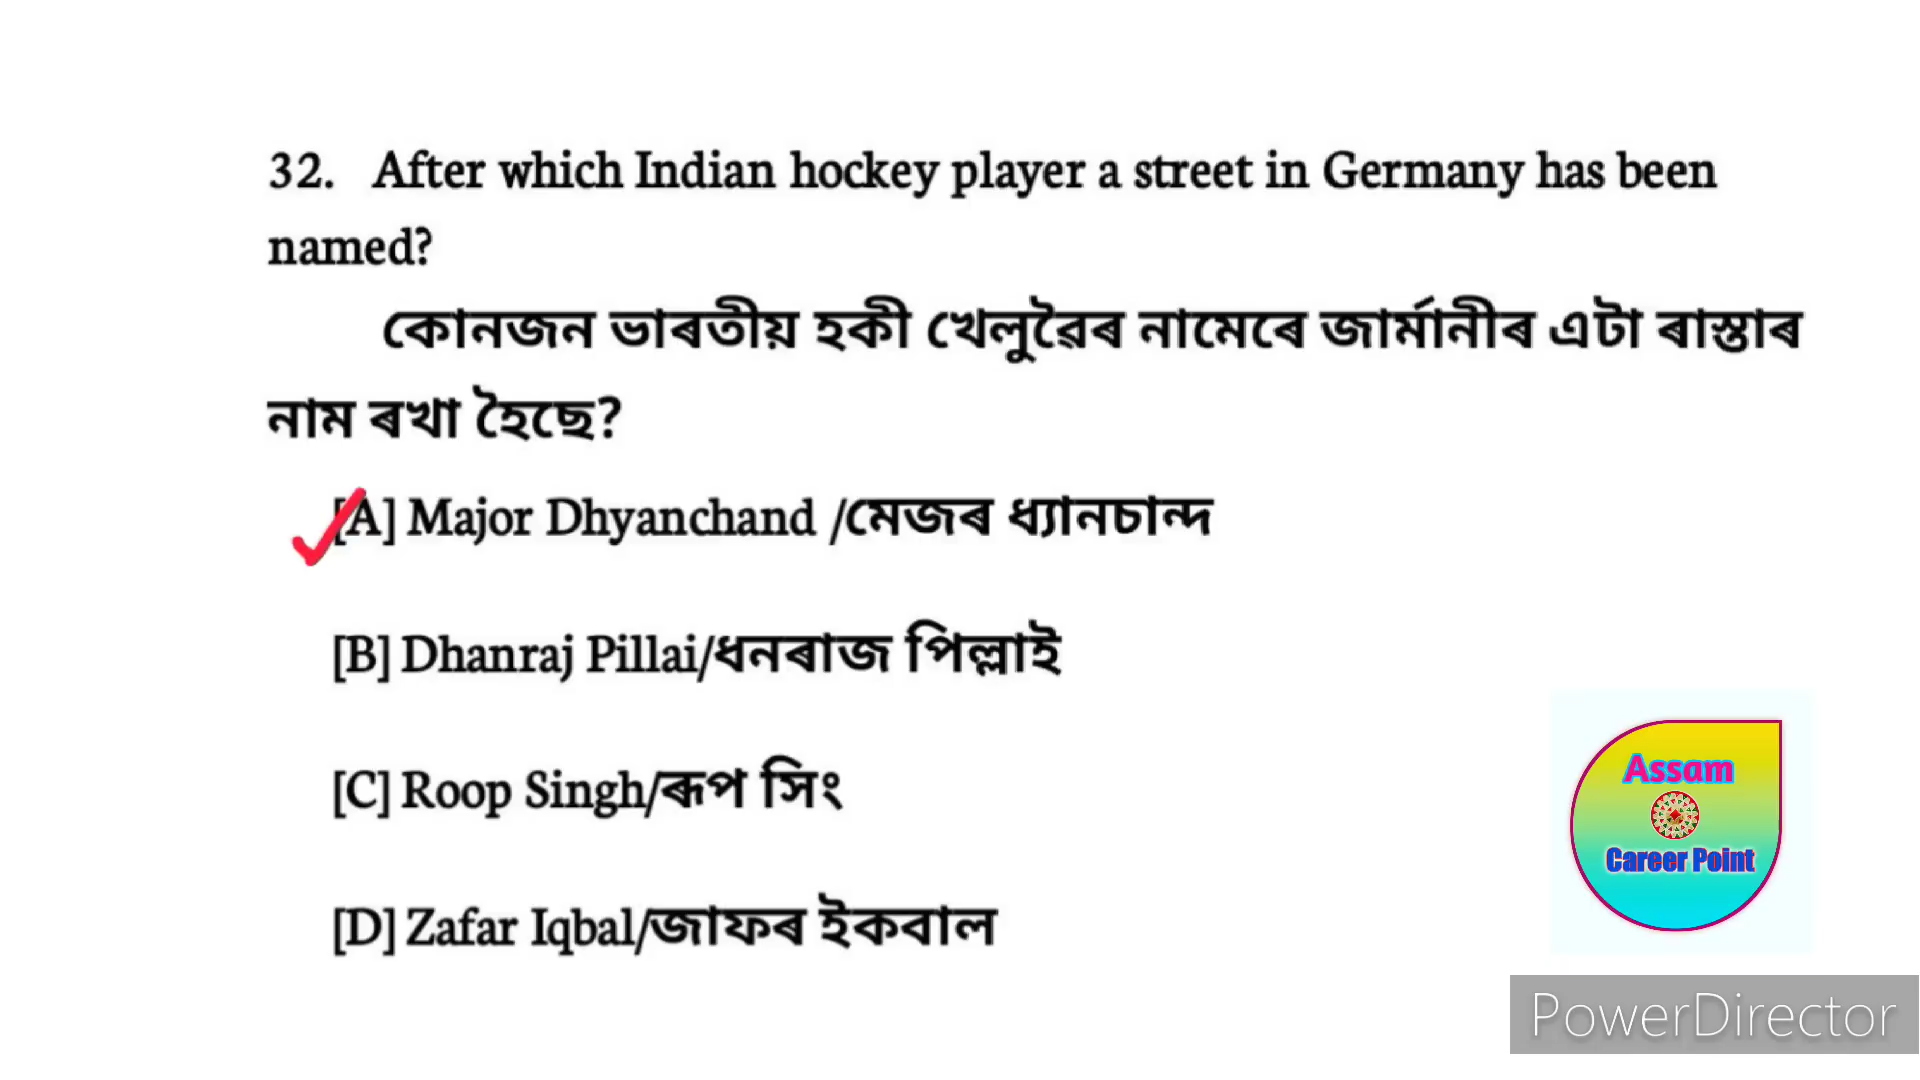 32. After which Indian hockey player a street in Germany has been
named?
কোনজন ভাৰতীয় হকী খেলুৱৈৰ নামেৰে জাৰ্মানীৰ এটা ৰাস্তাৰ
নাম ৰখা হৈছে?
[A] Major Dhyanchand /মেজৰ ধ্যানচান্দ
[B] Dhanraj Pillai/ধনৰাজ পিল্লাই
[C] Roop Singh/ৰূপ সিং
[D] Zafar Iqbal/জাফৰ ইকবাল
Assam
Career Point
PowerDirector